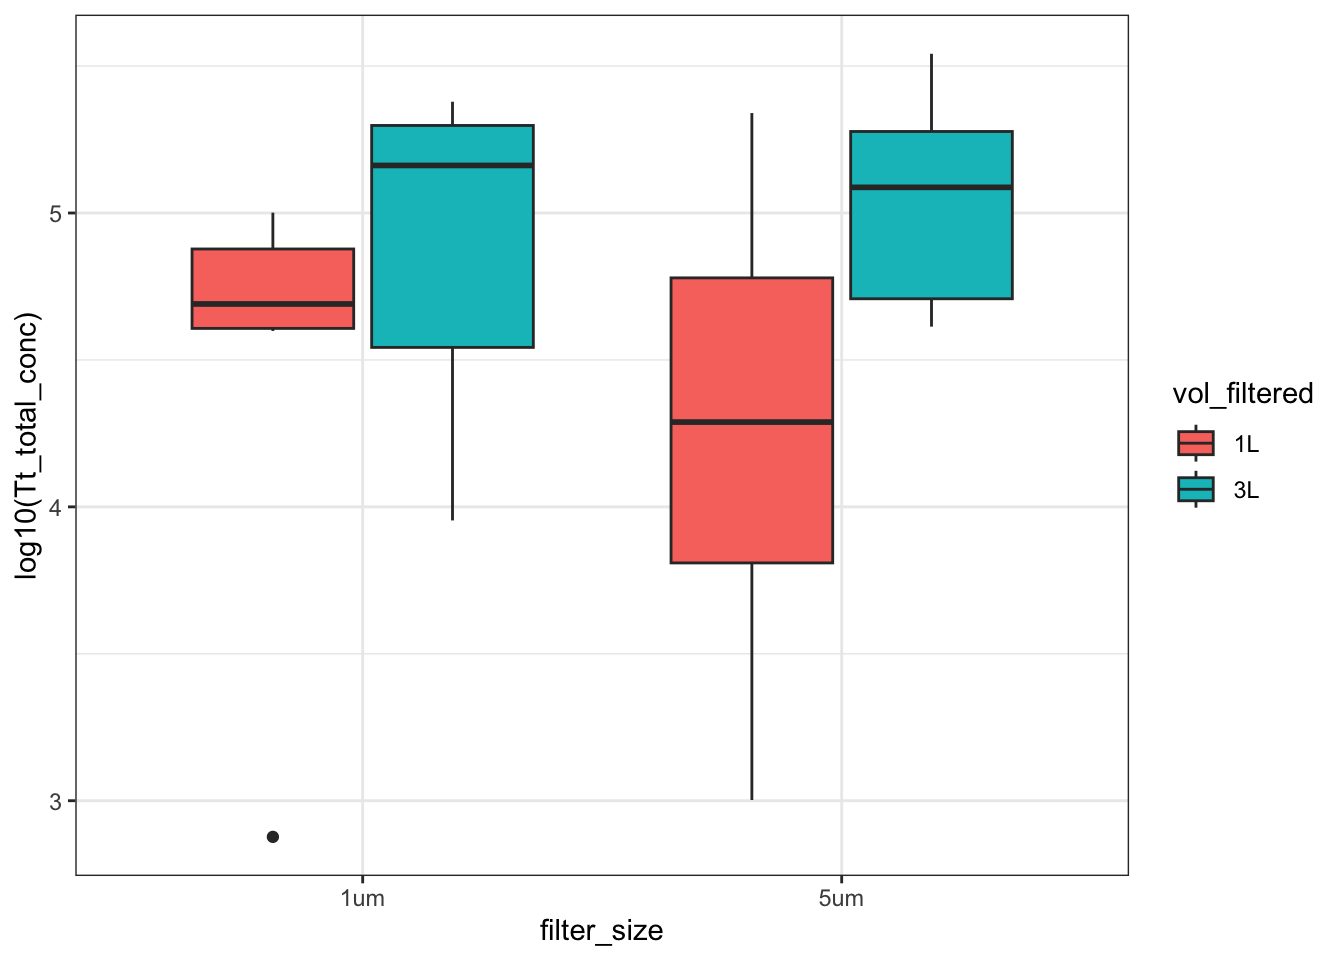 log10(Tt_total_conc)
5
4
3
1um
5um
filter_size
vol_filtered
1L
3L